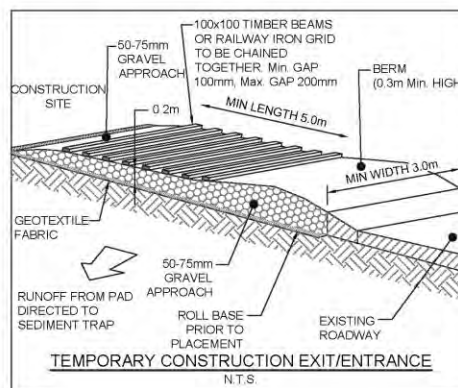 50-75mm
GRAVEL
APPROACH
100x100 TIMBER BEAMS
OR RAILWAY IRON GRID
TO BE CHAINED
TOGETHER. Min. GAP
100mm, Max. GAP 200mm
BERM
(0.3m Min. HIGH
CONSTRUCTION
SITE
0.2m
MIN LENGTH 5.0m
MIN WIDTH 3.0m
GEOTEXTILE
FABRIC
50-75mm
GRAVEL
APPROACH
RUNOFF FROM PAD
DIRECTED TO
SEDIMENT TRAP
ROLL BASE
PRIOR TO
PLACEMENT
EXISTING
ROADWAY
TEMPORARY CONSTRUCTION EXIT/ENTRANCE
N.T.S.